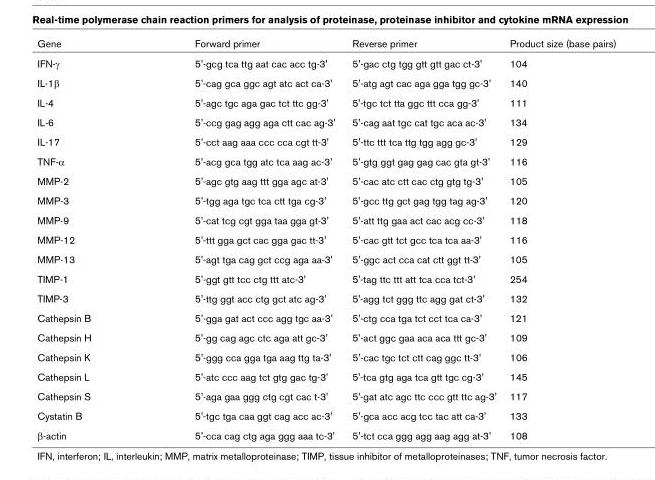 Real-time polymerase chain reaction primers for analysis of proteinase, proteinase inhibitor and cytokine mRNA expression
Gene Forward primer Reverse primer Product size (base pairs)
IFN-γ 5'-gcg tca ttg aat cac acc tg-3' 5'-gac ctg tgg gtt gtt gac ct-3' 104
IL-1β 5'-cag gca ggc agt atc act ca-3' 5'-atg agt cac aga gga tgg gc-3' 140
IL-4 5'-agc tgc aga gac tct ttc gg-3' 5'-tgc tct tta ggc ttt cca gg-3' 111
IL-6 5'-ccg gag agg aga ctt cac ag-3' 5'-cag aat tgc cat tgc aca ac-3' 134
IL-17 5'-cct aag aaa ccc cca cgt tt-3' 5'-ttc ttt tca ttg tgg agg gc-3' 129
TNF-α 5'-acg gca tgg atc tca aag ac-3' 5'-gtg ggt gag gag cac gta gt-3' 116
MMP-2 5'-agc gtg aag ttt gga agc at-3' 5'-cac atc ctt cac ctg gtg tg-3' 105
MMP-3 5'-tgg aga tgc tca ctt tga cg-3' 5'-gcc ttg gct gag tgg tag ag-3' 120
MMP-9 5'-cat tcg cgt gga taa gga gt-3' 5'-att ttg gaa act cac acg cc-3' 118
MMP-12 5'-ttt gga gct cac gga gac tt-3' 5'-cac gtt tct gcc tca tca aa-3' 116
MMP-13 5'-agt tga cag gct ccg aga aa-3' 5'-ggc act cca cat ctt ggt tt-3' 105
TIMP-1 5'-ggt gtt tcc ctg ttt atc-3' 5'-tag ttc ttt att tca cca tct-3' 254
TIMP-3 5'-ttg ggt acc ctg gct atc ag-3' 5'-agg tct ggg ttc agg gat ct-3' 132
Cathepsin B 5'-gga gat act ccc agg tgc aa-3' 5'-ctg cca tga tct cct tca ca-3' 121
Cathepsin H 5'-gg cag agc ctc aga att gc-3' 5'-act ggc gaa aca aca ttt gc-3' 109
Cathepsin K 5'-ggg cca gga tga aag ttg ta-3' 5'-cac tgc tct ctt cag ggc tt-3' 106
Cathepsin L 5'-atc ccc aag tct gtg gac tg-3' 5'-tca gtg aga tca gtt tgc cg-3' 145
Cathepsin S 5'-aga gaa ggg ctg cgt cac t-3' 5'-gat atc agc ttc ccc gtt ttc ag-3' 117
Cystatin B 5'-tgc tga caa ggt cag acc ac-3' 5'-gca acc acg tcc tac att ca-3' 133
β-actin 5'-cca cag ctg aga ggg aaa tc-3' 5'-tct cca ggg agg aag agg at-3' 108
IFN, interferon; IL, interleukin; MMP, matrix metalloproteinase; TIMP, tissue inhibitor of metalloproteinases; TNF, tumor necrosis factor.